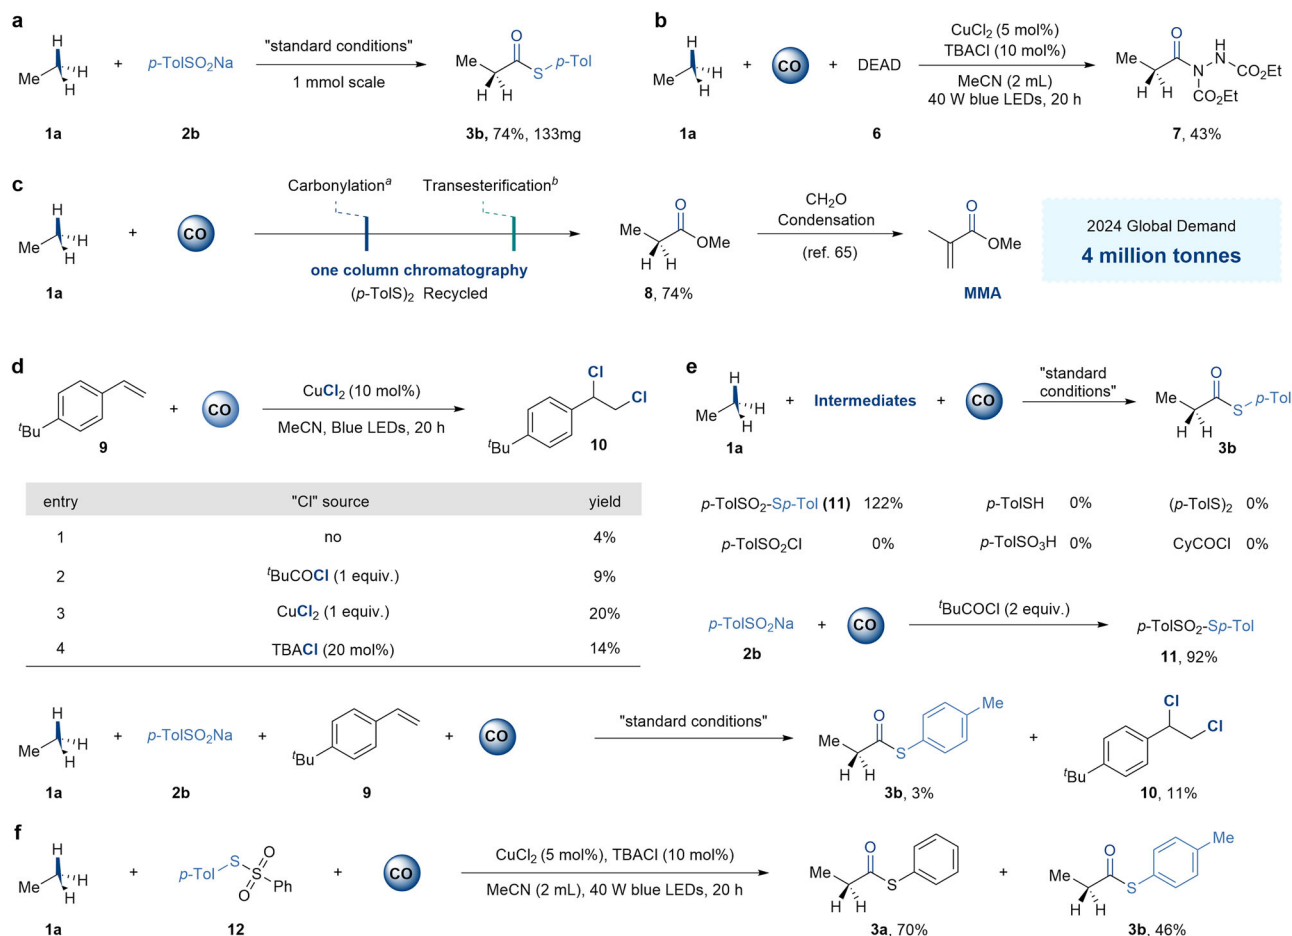 a
H
Me
H
H
1a
+
p-TolSO₂Na
2b
"standard conditions"
1 mmol scale
O
S
p-Tol
H
H
3b, 74%, 133mg
b
H
Me
H
H
1a
+
CO
+
DEAD
6
CuCl₂ (5 mol%)
TBACl (10 mol%)
MeCN (2 mL)
40 W blue LEDs, 20 h
O
Me
H
N
N
CO₂Et
CO₂Et
H
H
7, 43%
c
H
Me
H
H
1a
+
CO
Carbonylationᵃ
Transesterificationᵇ
one column chromatography
(p-TolS)₂ Recycled
O
Me
OMe
H
H
8, 74%
CH₂O
Condensation
(ref. 65)
O
OMe
MMA
2024 Global Demand
4 million tonnes
d
ᵗBu
9
+
CO
CuCl₂ (10 mol%)
MeCN, Blue LEDs, 20 h
Cl
Cl
ᵗBu
10
entry "Cl" source yield
1 no 4%
2 ᵗBuCOCl (1 equiv.) 9%
3 CuCl₂ (1 equiv.) 20%
4 TBACl (20 mol%) 14%
e
H
Me
H
H
1a
+
Intermediates
+
CO
"standard
conditions"
O
Me
S
p-Tol
H
H
3b
p-TolSO₂-Sp-Tol (11) 122% p-TolSH 0% (p-TolS)₂ 0%
p-TolSO₂Cl 0% p-TolSO₃H 0% CyCOCl 0%
p-TolSO₂Na
2b
+
CO
ᵗBuCOCl (2 equiv.)
p-TolSO₂-Sp-Tol
11, 92%
H
Me
H
H
1a
+
p-TolSO₂Na
2b
+
ᵗBu
9
+
CO
"standard conditions"
O
Me
S
Me
H
H
3b, 3%
+
Cl
Cl
ᵗBu
10, 11%
f
H
Me
H
H
1a
+
p-Tol
S
O
S
O
Ph
12
+
CO
CuCl₂ (5 mol%), TBACl (10 mol%)
MeCN (2 mL), 40 W blue LEDs, 20 h
O
Me
S
H
H
3a, 70%
+
O
Me
S
Me
H
H
3b, 46%